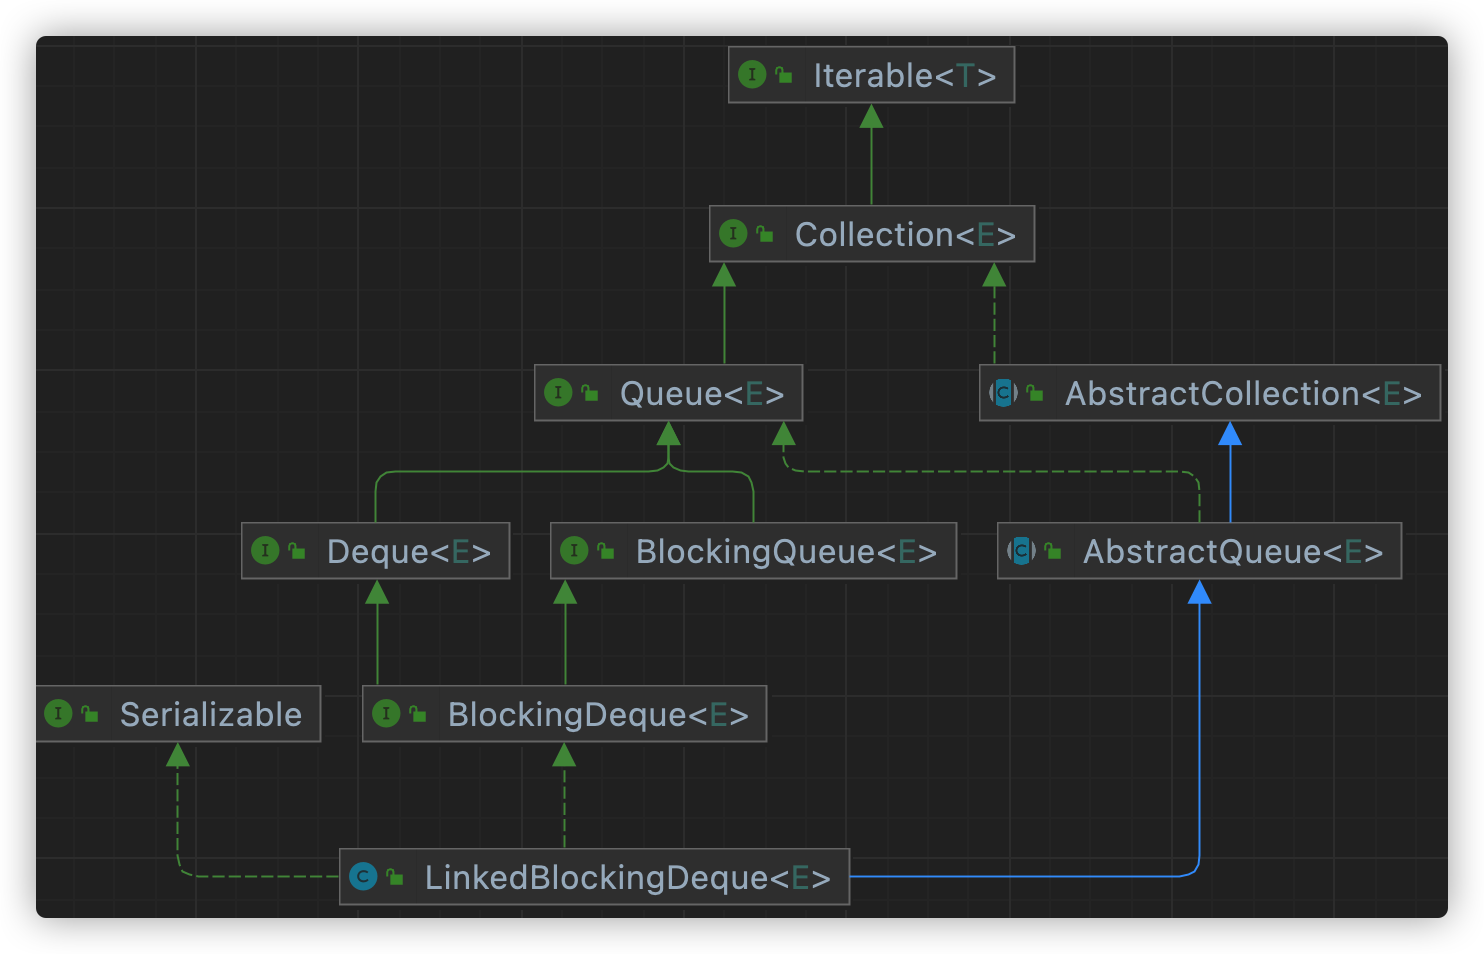 Iterable<T>
Collection<E>
Queue<E>
AbstractCollection<E>
Deque<E>
BlockingQueue<E>
AbstractQueue<E>
Serializable
BlockingDeque<E>
LinkedBlockingDeque<E>